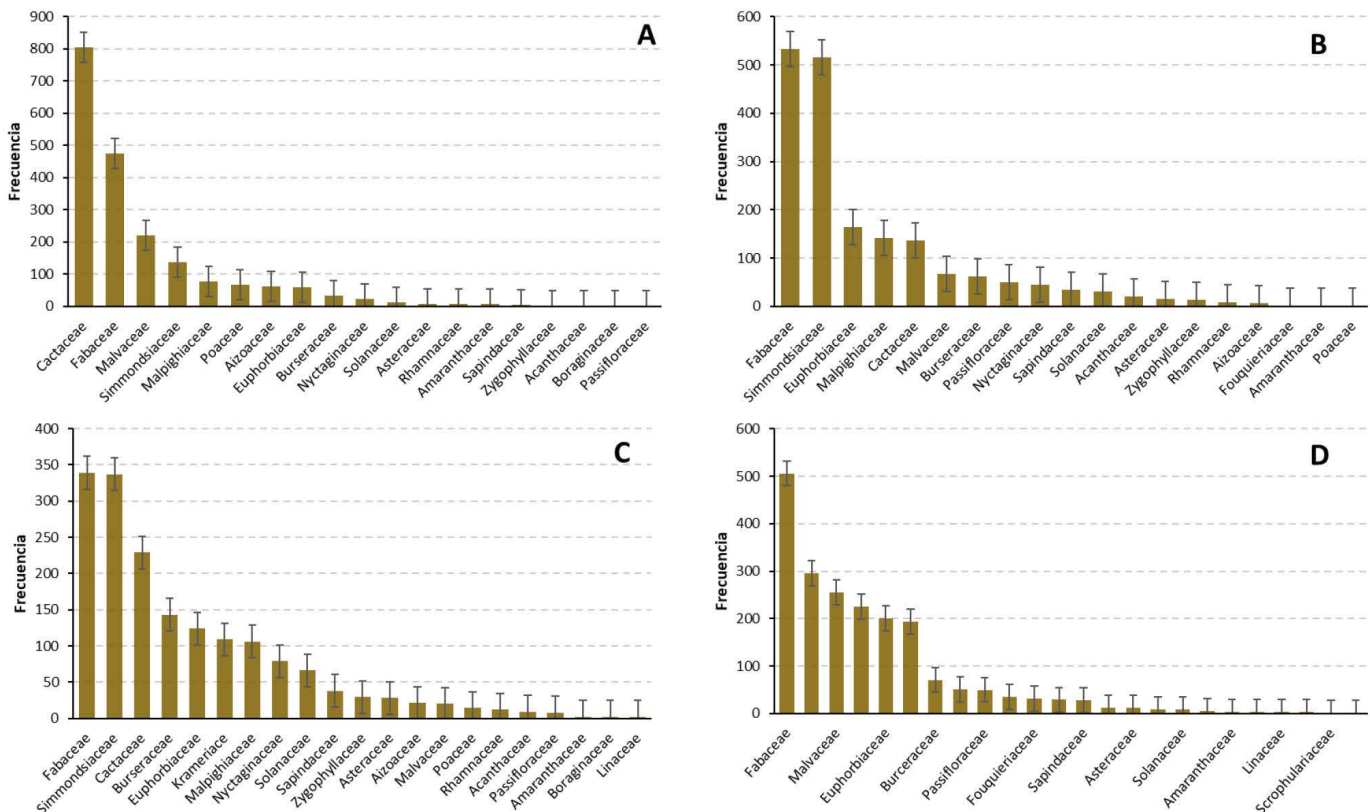 A
Frecuencia
900
800
700
600
500
400
300
200
100
0
Cactaceae
Fabaceae
Malvaceae
Simmondsiaceae
Malpighiaceae
Poaceae
Aizoaceae
Euphorbiaceae
Burseraceae
Nyctaginaceae
Solanaceae
Asteraceae
Rhamnaceae
Amaranthaceae
Sapindaceae
Zygophyllaceae
Acanthaceae
Boraginaceae
Passifloraceae
B
Frecuencia
600
500
400
300
200
100
0
Fabaceae
Simmondsiaceae
Euphorbiaceae
Malpighiaceae
Cactaceae
Malvaceae
Burseraceae
Passifloraceae
Nyctaginaceae
Sapindaceae
Solanaceae
Acanthaceae
Asteraceae
Zygophyllaceae
Rhamnaceae
Aizoaceae
Fouquieriaceae
Amaranthaceae
Poaceae
C
Frecuencia
400
350
300
250
200
150
100
50
0
Fabaceae
Simmondsiaceae
Cactaceae
Burseraceae
Euphorbiaceae
Krameriace
Malpighiaceae
Nyctaginaceae
Solanaceae
Sapindaceae
Zygophyllaceae
Asteraceae
Aizoaceae
Malvaceae
Poaceae
Rhamnaceae
Acanthaceae
Passifloraceae
Amaranthaceae
Boraginaceae
Linaceae
D
Frecuencia
600
500
400
300
200
100
0
Fabaceae
Malvaceae
Euphorbiaceae
Burceraceae
Passifloraceae
Fouquieriaceae
Sapindaceae
Asteraceae
Solanaceae
Amaranthaceae
Linaceae
Scrophulariaceae